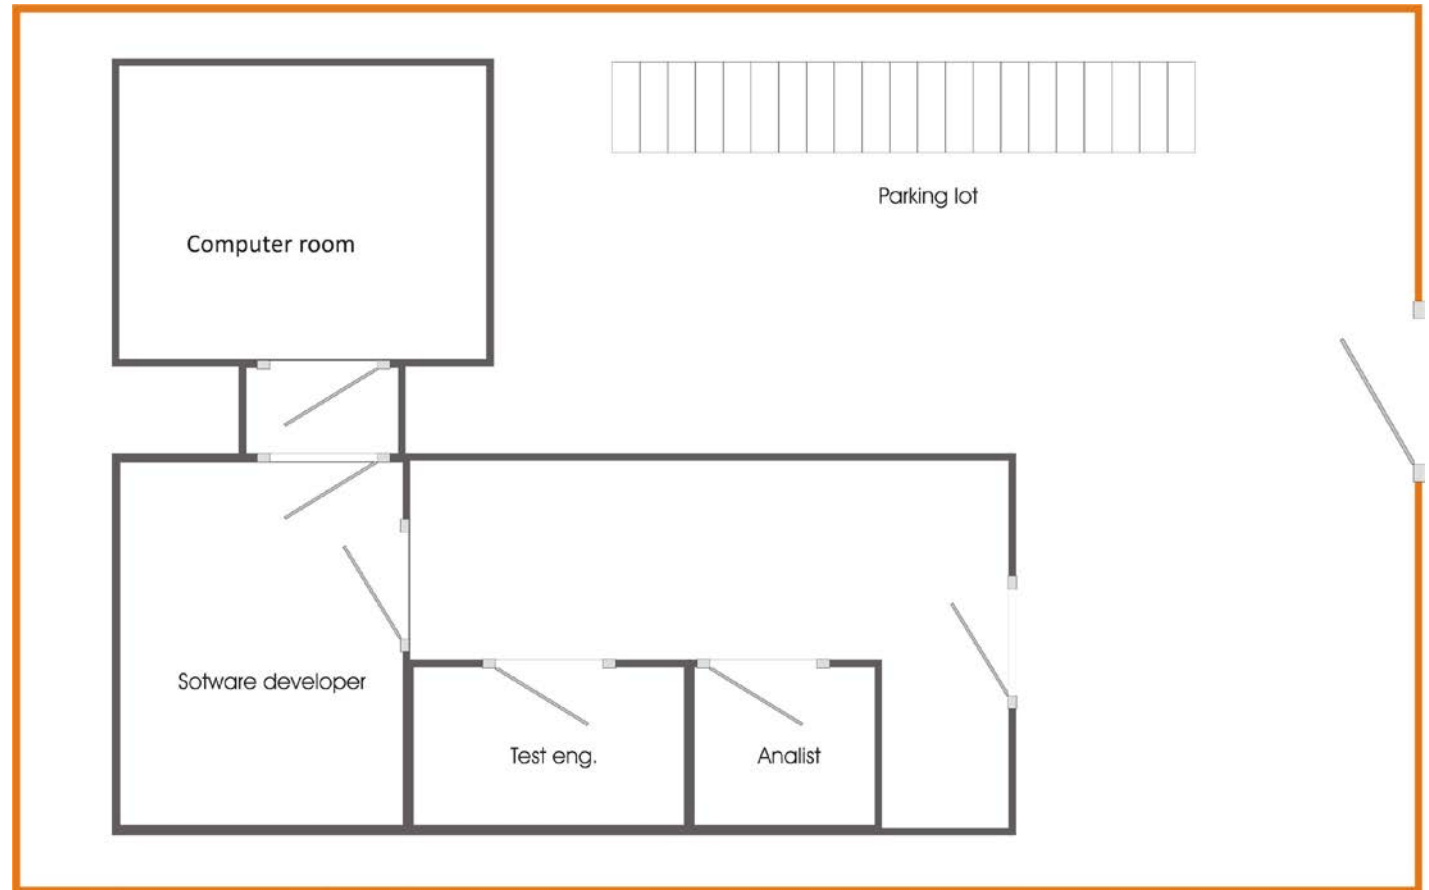 Parking lot
Computer room
Sotware developer
Test eng.
Analist